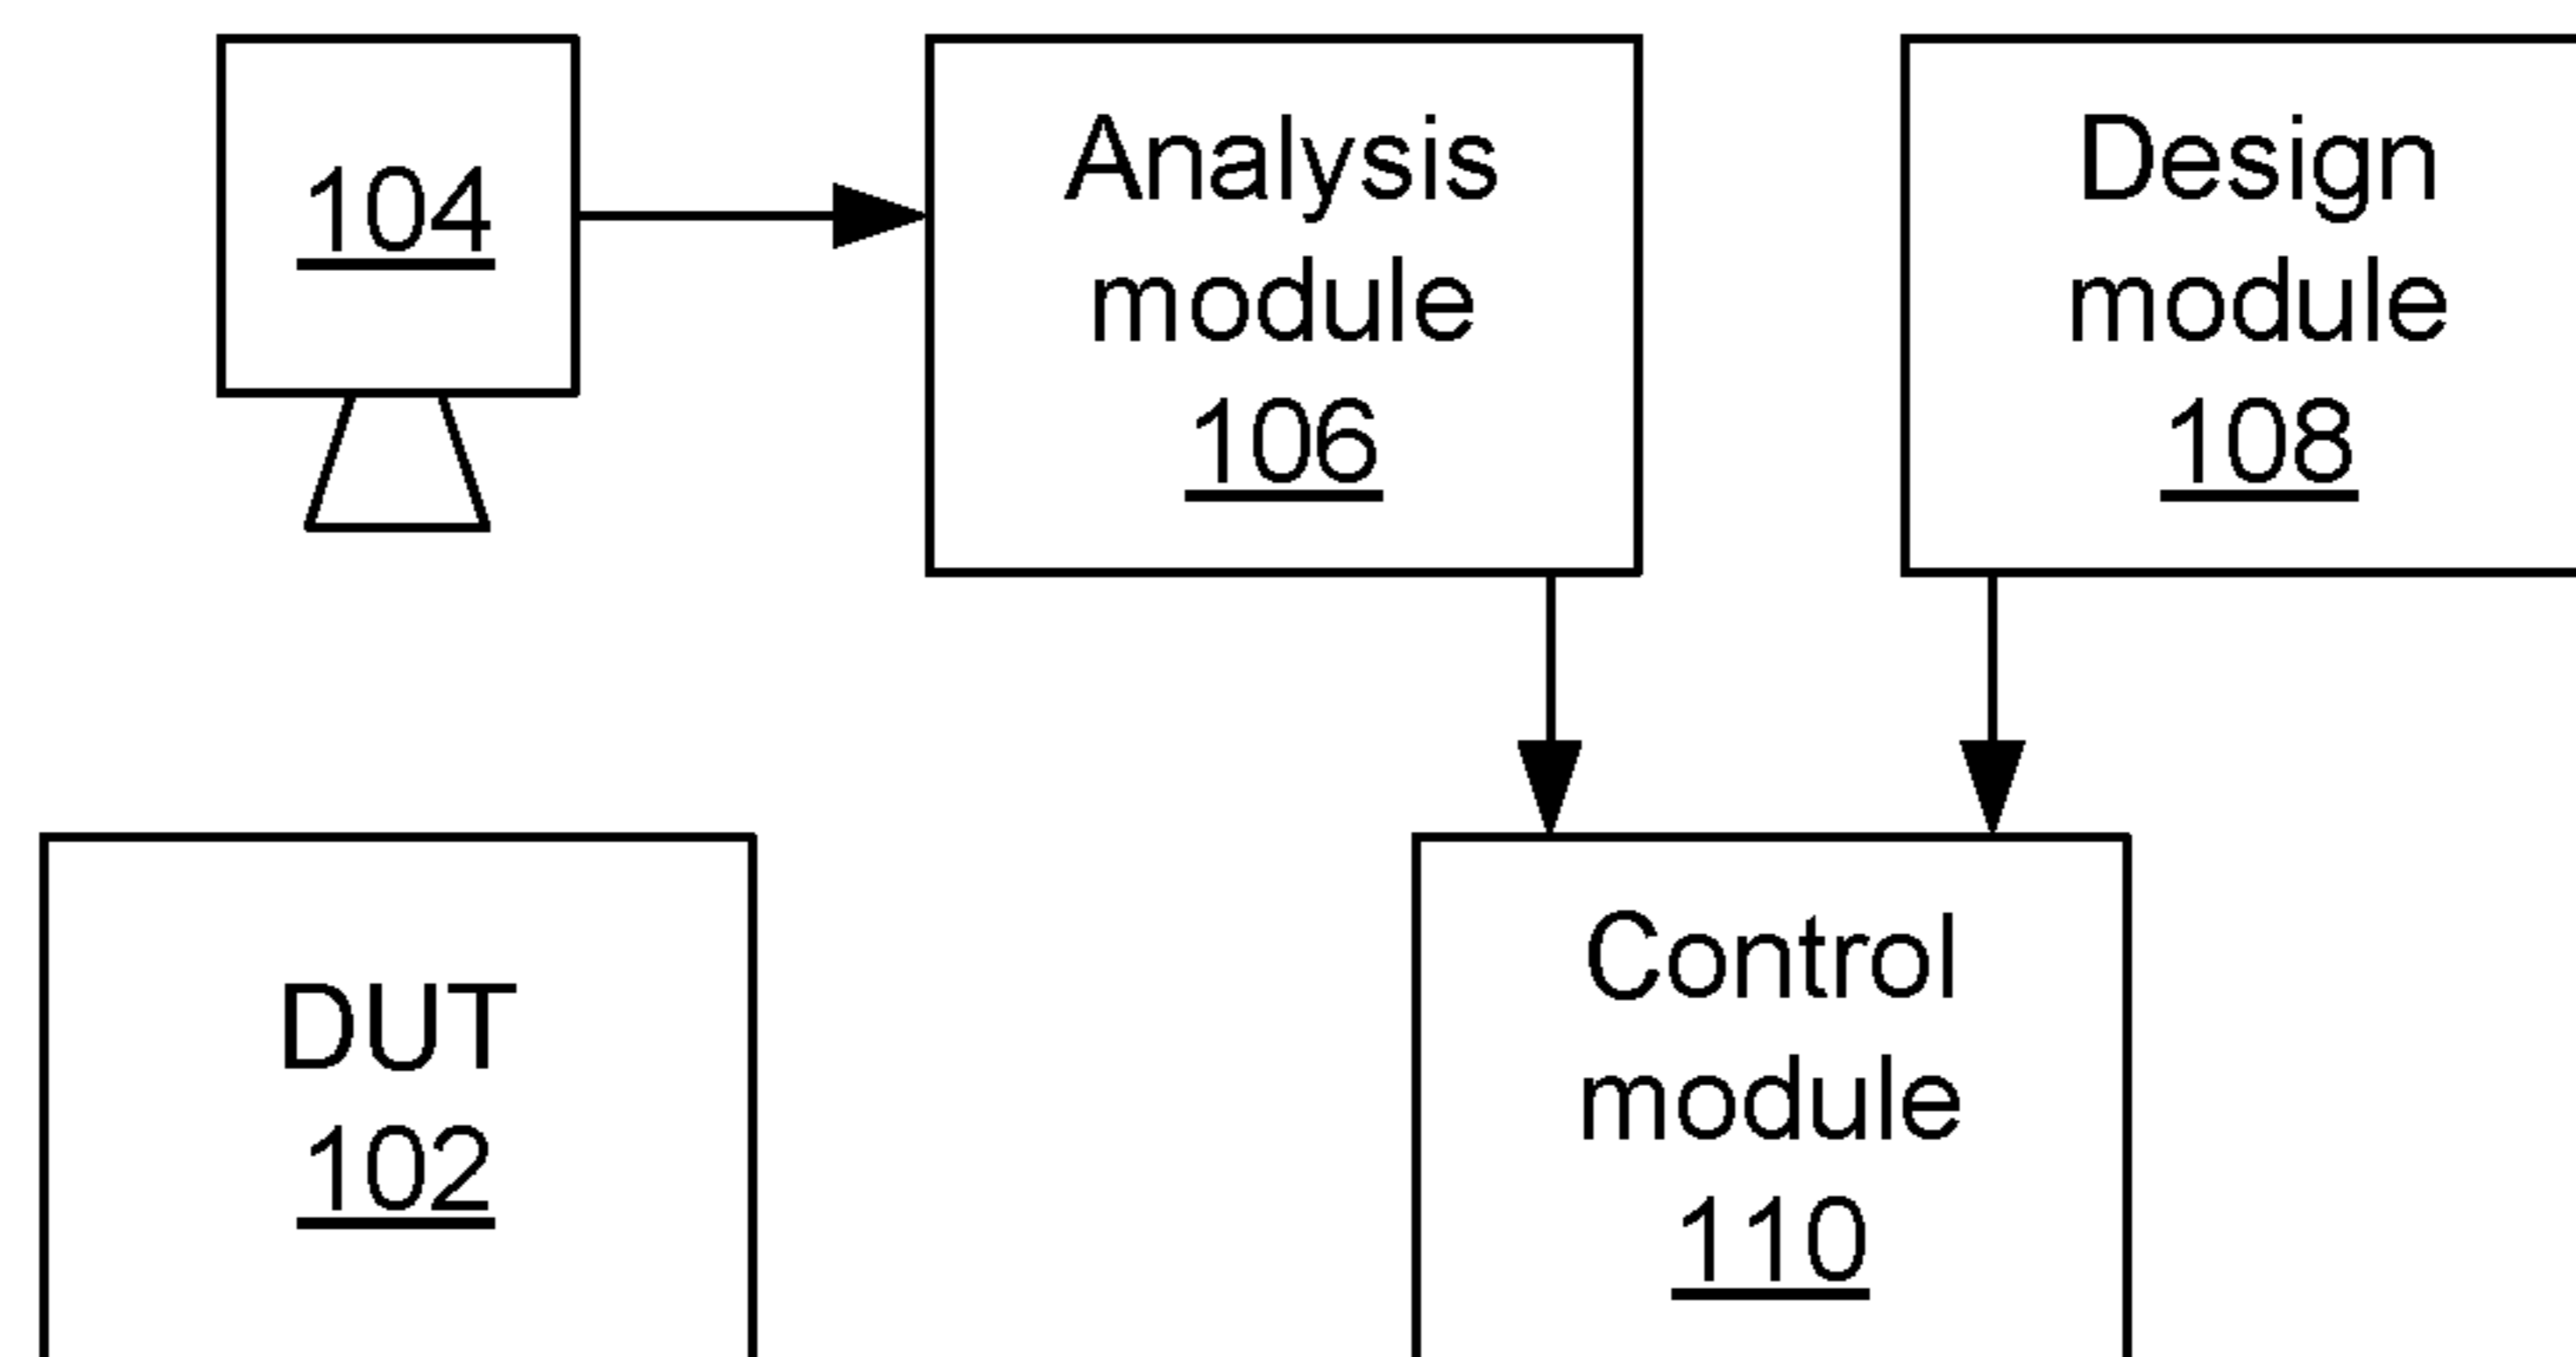 104
Analysis
module
106
Design
module
108
DUT
102
Control
module
110